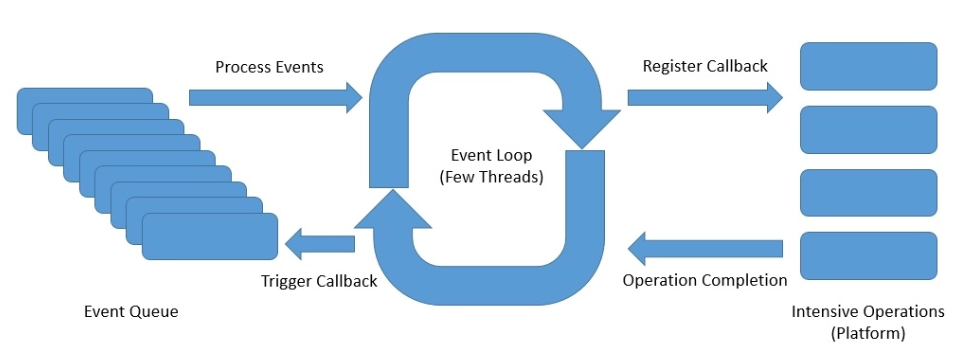 Process Events
Register Callback
Event Loop
(Few Threads)
Trigger Callback
Operation Completion
Event Queue
Intensive Operations
(Platform)